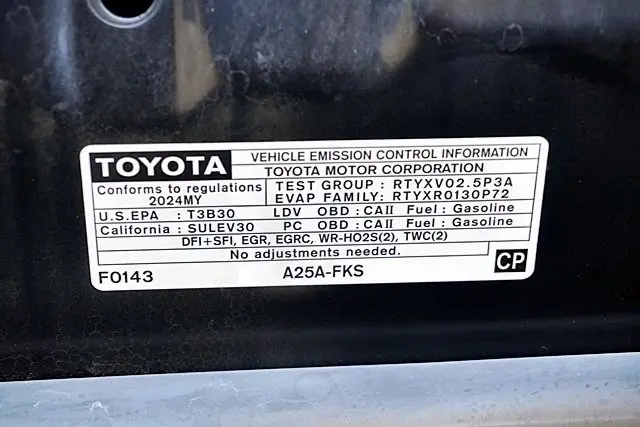 TOYOTA
VEHICLE EMISSION CONTROL INFORMATION
TOYOTA MOTOR CORPORATION
Conforms to regulations
2024MY
TEST GROUP : RTYXV02.5P3A
EVAP FAMILY: RTYXR0130P72
U.S.EPA : T3B30 LDV OBD : CAII Fuel : Gasoline
California : SULEV30 PC OBD : CAII Fuel : Gasoline
DFI+SFI, EGR, EGRC, WR-HO2S(2), TWC(2)
No adjustments needed.
F0143 A25A-FKS CP